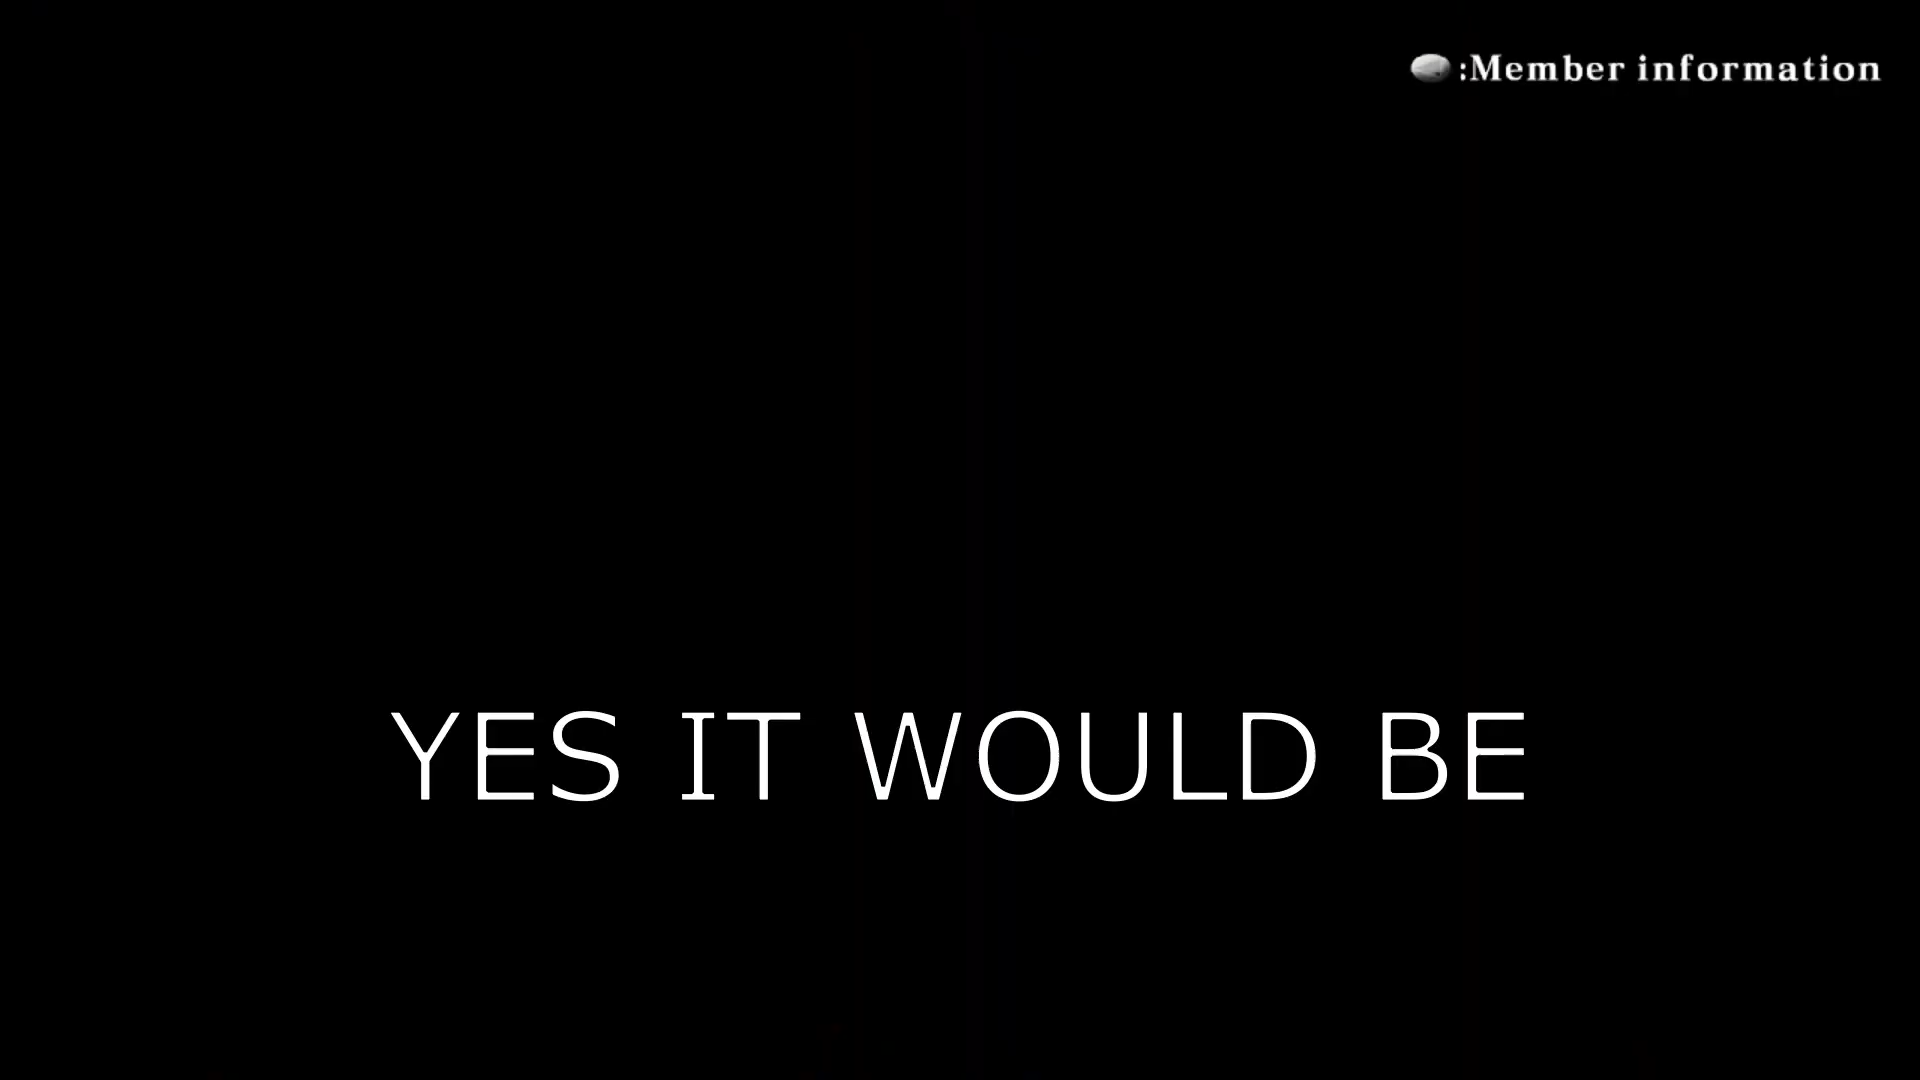 :Member information
YES IT WOULD BE